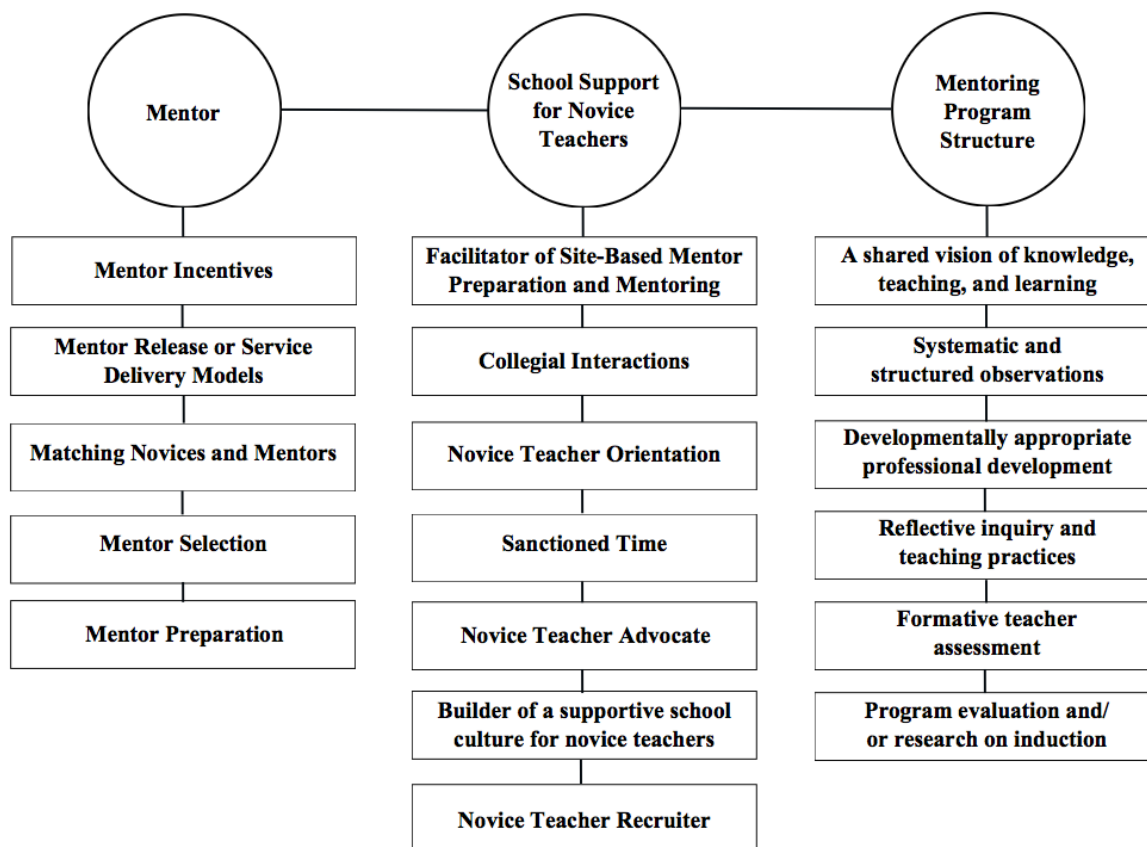 Mentor
School Support
for Novice
Teachers
Mentoring
Program
Structure
Mentor Incentives
Mentor Release or Service
Delivery Models
Matching Novices and Mentors
Mentor Selection
Mentor Preparation
Facilitator of Site-Based Mentor
Preparation and Mentoring
Collegial Interactions
Novice Teacher Orientation
Sanctioned Time
Novice Teacher Advocate
Builder of a supportive school
culture for novice teachers
Novice Teacher Recruiter
A shared vision of knowledge,
teaching, and learning
Systematic and
structured observations
Developmentally appropriate
professional development
Reflective inquiry and
teaching practices
Formative teacher
assessment
Program evaluation and/
or research on induction